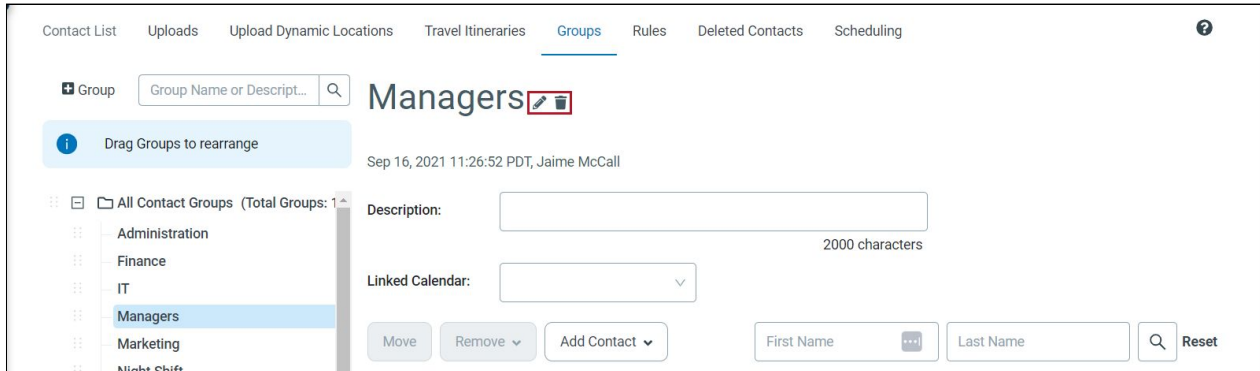 Contact List Uploads Upload Dynamic Locations Travel Itineraries Groups Rules Deleted Contacts Scheduling
Group Group Name or Descript...
Managers
Drag Groups to rearrange
Sep 16, 2021 11:26:52 PDT, Jaime McCall
All Contact Groups (Total Groups: 1
Description:
Administration
2000 characters
Finance
Linked Calendar:
IT
Managers
Move Remove Add Contact First Name Last Name Reset
Marketing
Night Shift